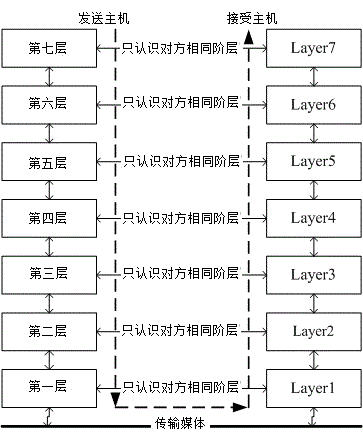 发送主机 接受主机
第七层 只认识对方相同阶层 Layer7
第六层 只认识对方相同阶层 Layer6
第五层 只认识对方相同阶层 Layer5
第四层 只认识对方相同阶层 Layer4
第三层 只认识对方相同阶层 Layer3
第二层 只认识对方相同阶层 Layer2
第一层 只认识对方相同阶层 Layer1
传输媒体